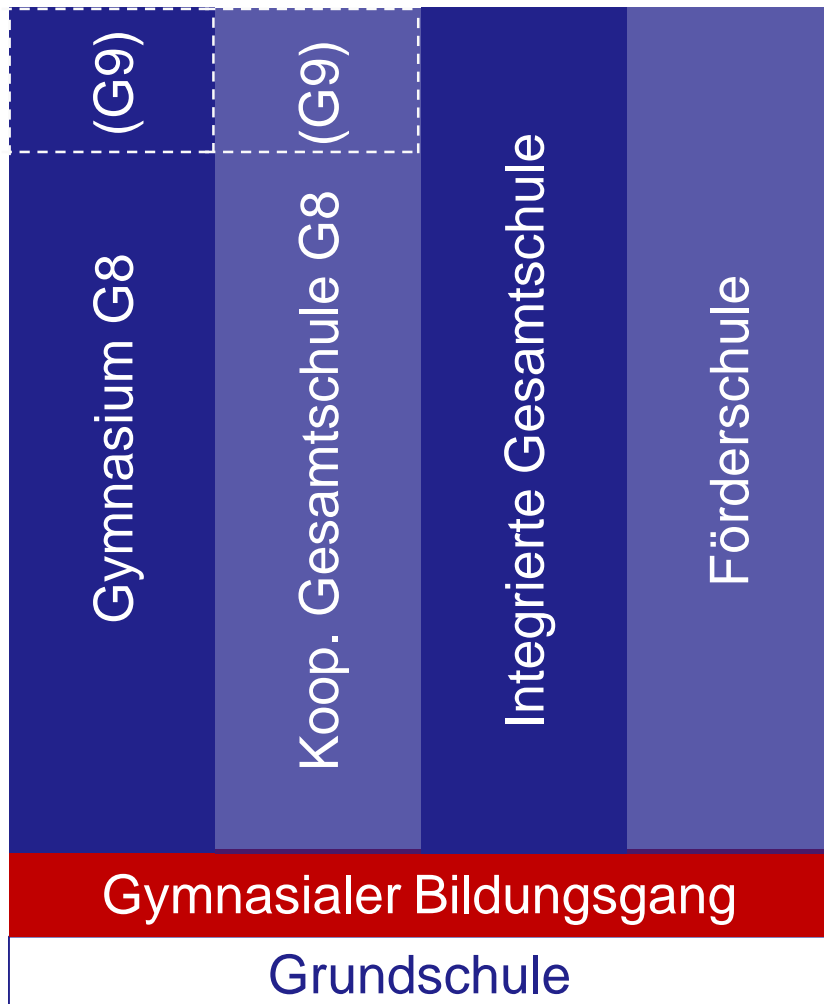 (G9)
Gymnasium G8
(G9)
Koop. Gesamtschule G8
Integrierte Gesamtschule
Förderschule
Gymnasialer Bildungsgang
Grundschule